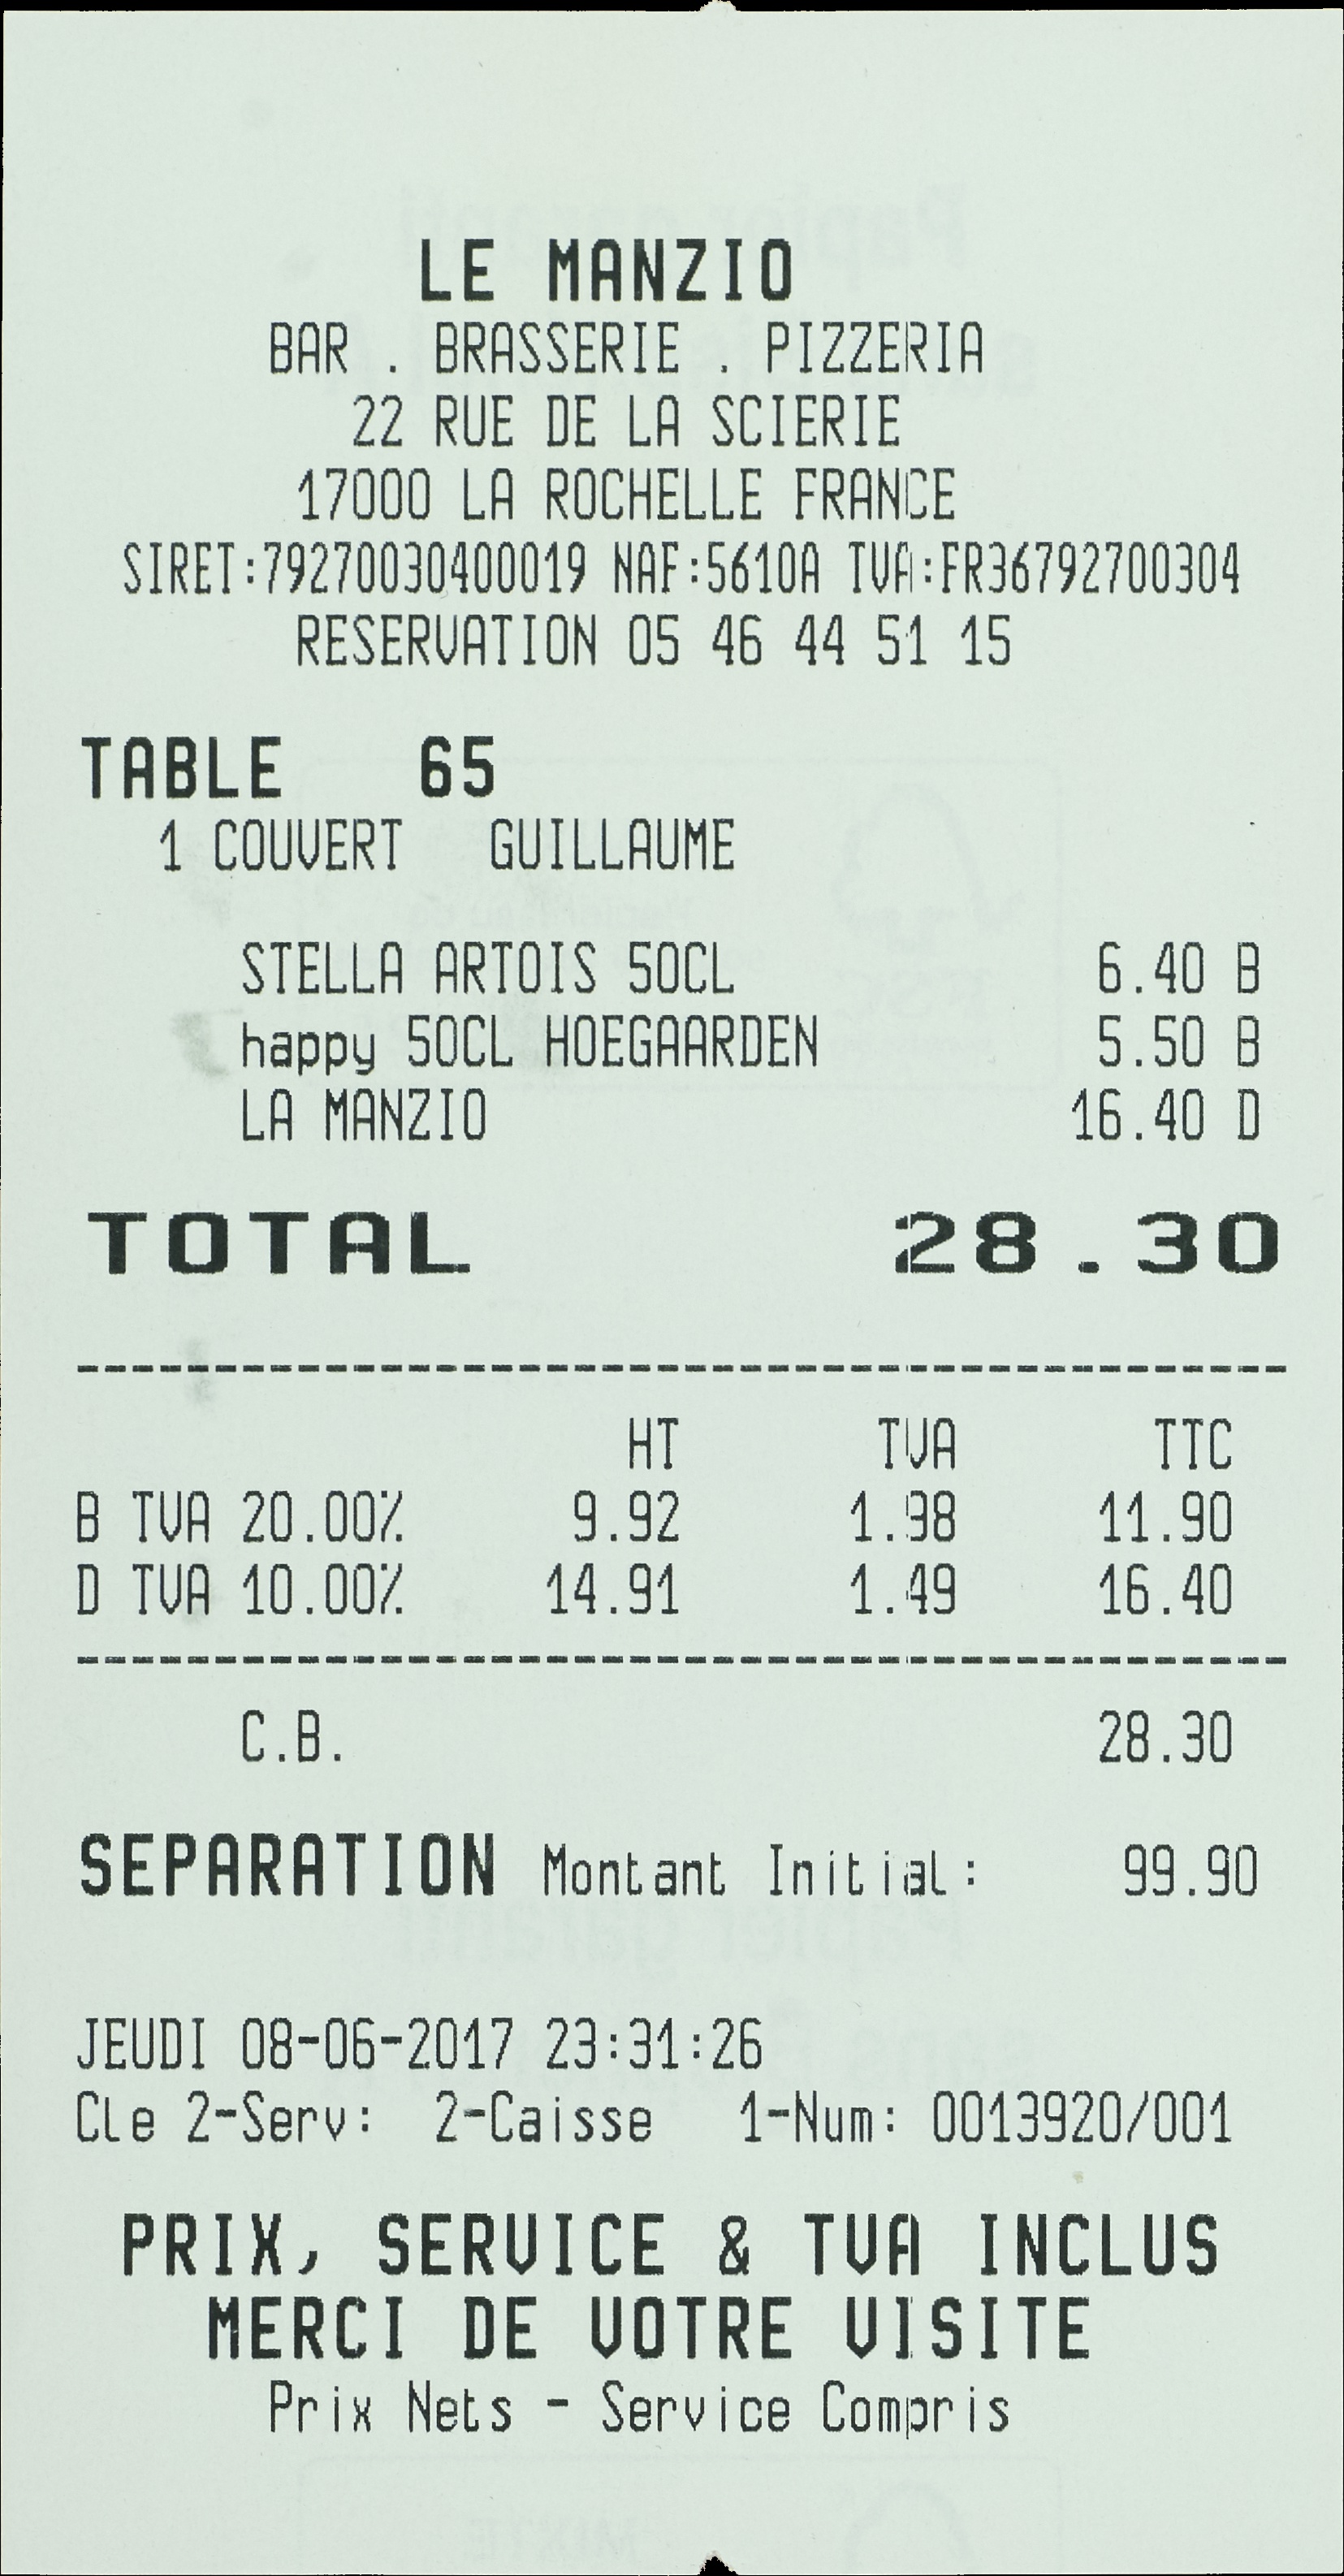 LE MANZIO
BAR . BRASSERIE . PIZZERIA
22 RUE DE LA SCIERIE
17000 LA ROCHELLE FRANCE
SIRET:79270030400019 NAF:5610A TVA:FR36792700304
RESERVATION 05 46 44 51 15
TABLE 65
1 COUVERT GUILLAUME
STELLA ARTOIS 50CL 6.40 B
happy 50CL HOEGAARDEN 5.50 B
LA MANZIO 16.40 D
TOTAL 28.30
--------------------------------------------
HT TVA TTC
B TVA 20.00% 9.92 1.98 11.90
D TVA 10.00% 14.91 1.49 16.40
--------------------------------------------
C.B. 28.30
SEPARATION Montant Initial: 99.90
JEUDI 08-06-2017 23:31:26
Cle 2-Serv: 2-Caisse 1-Num: 0013920/001
PRIX, SERVICE & TVA INCLUS
MERCI DE VOTRE VISITE
Prix Nets - Service Compris